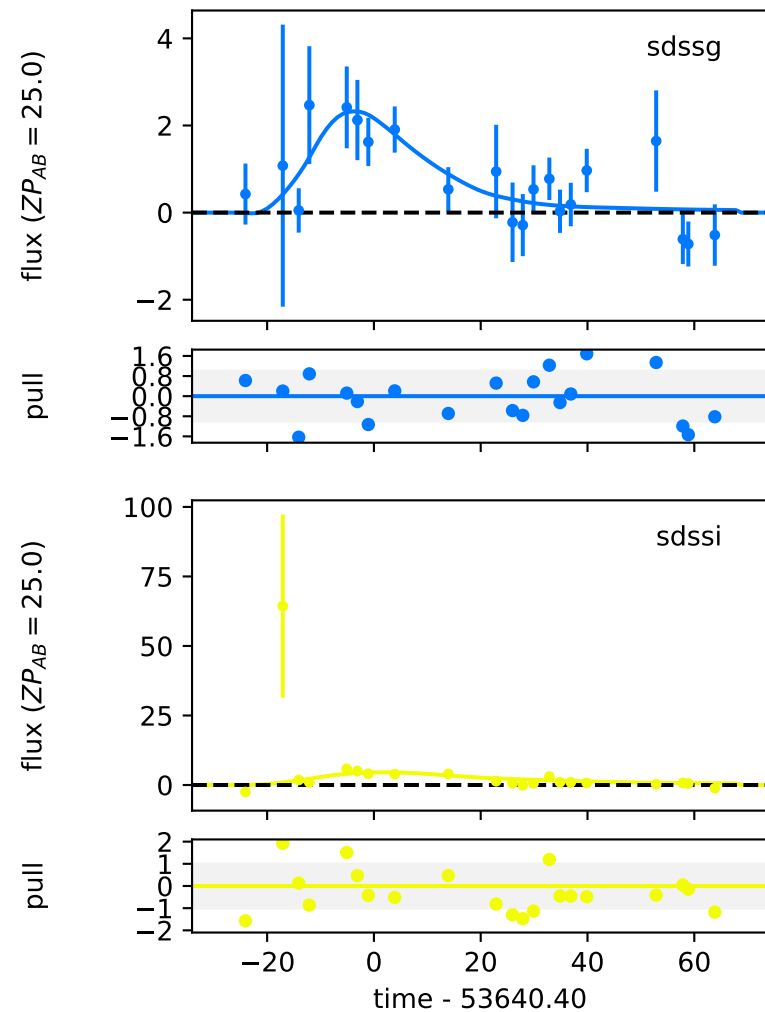 4
2
0
−2
flux (ZP_AB = 25.0)
sdssg
1.6
0.8
0.0
−0.8
−1.6
pull
100
75
50
25
0
flux (ZP_AB = 25.0)
sdssi
2
1
0
−1
−2
pull
−20 0 20 40 60
time - 53640.40